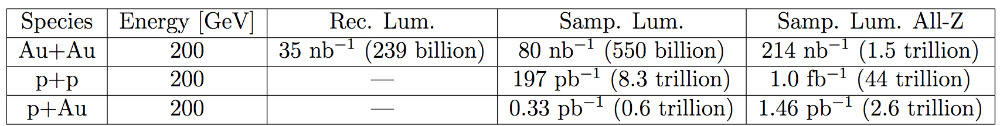 Species Energy [GeV] Rec. Lum. Samp. Lum. Samp. Lum. All-Z
Au+Au 200 35 nb⁻¹ (239 billion) 80 nb⁻¹ (550 billion) 214 nb⁻¹ (1.5 trillion)
p+p 200 — 197 pb⁻¹ (8.3 trillion) 1.0 fb⁻¹ (44 trillion)
p+Au 200 — 0.33 pb⁻¹ (0.6 trillion) 1.46 pb⁻¹ (2.6 trillion)